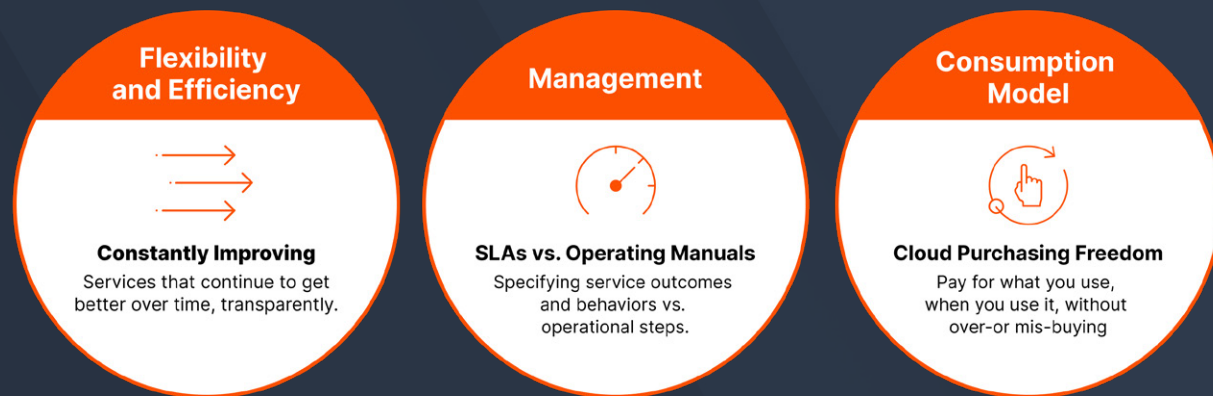 Flexibility
and Efficiency
Constantly Improving
Services that continue to get
better over time, transparently.
Management
SLAs vs. Operating Manuals
Specifying service outcomes
and behaviors vs.
operational steps.
Consumption
Model
Cloud Purchasing Freedom
Pay for what you use,
when you use it, without
over-or mis-buying